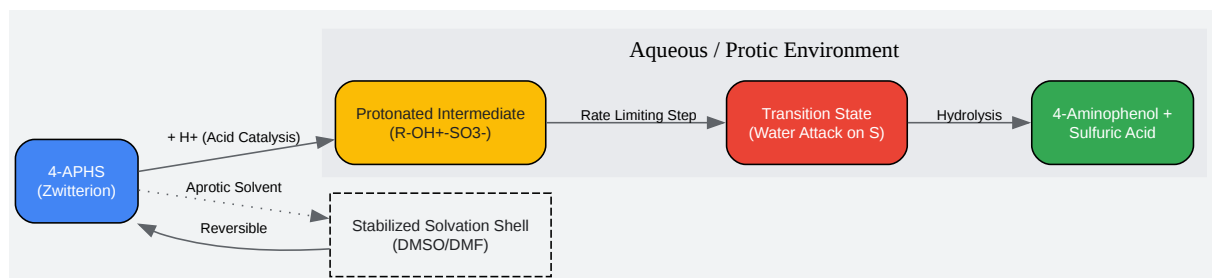 Aqueous / Protic Environment
Protonated Intermediate
(R-OH+-SO3-)
Rate Limiting Step
Transition State
(Water Attack on S)
Hydrolysis
4-Aminophenol +
Sulfuric Acid
+ H+ (Acid Catalysis)
4-APHS
(Zwitterion)
Aprotic Solvent
Reversible
Stabilized Solvation Shell
(DMSO/DMF)